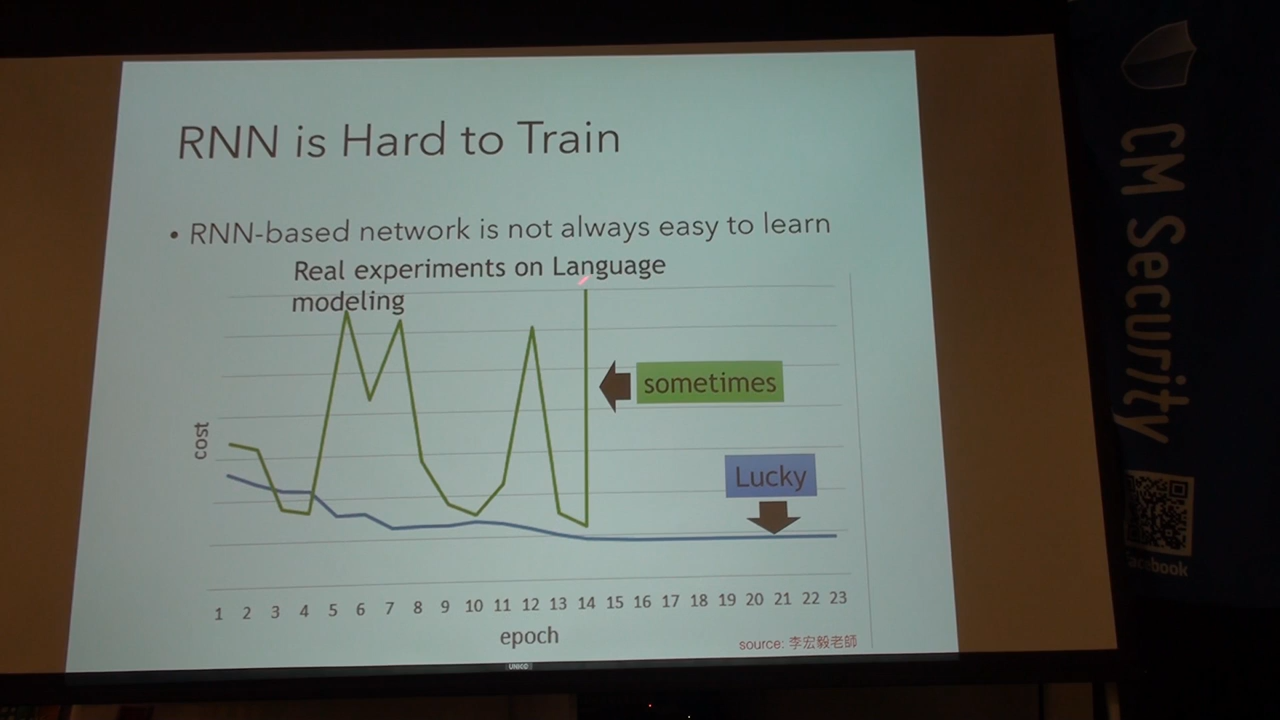 RNN is Hard to Train
• RNN-based network is not always easy to learn
Real experiments on Language
modeling
sometimes
Lucky
cost
1 2 3 4 5 6 7 8 9 10 11 12 13 14 15 16 17 18 19 20 21 22 23
epoch
source: 李宏毅老師
UNICO
CM Security
facebook